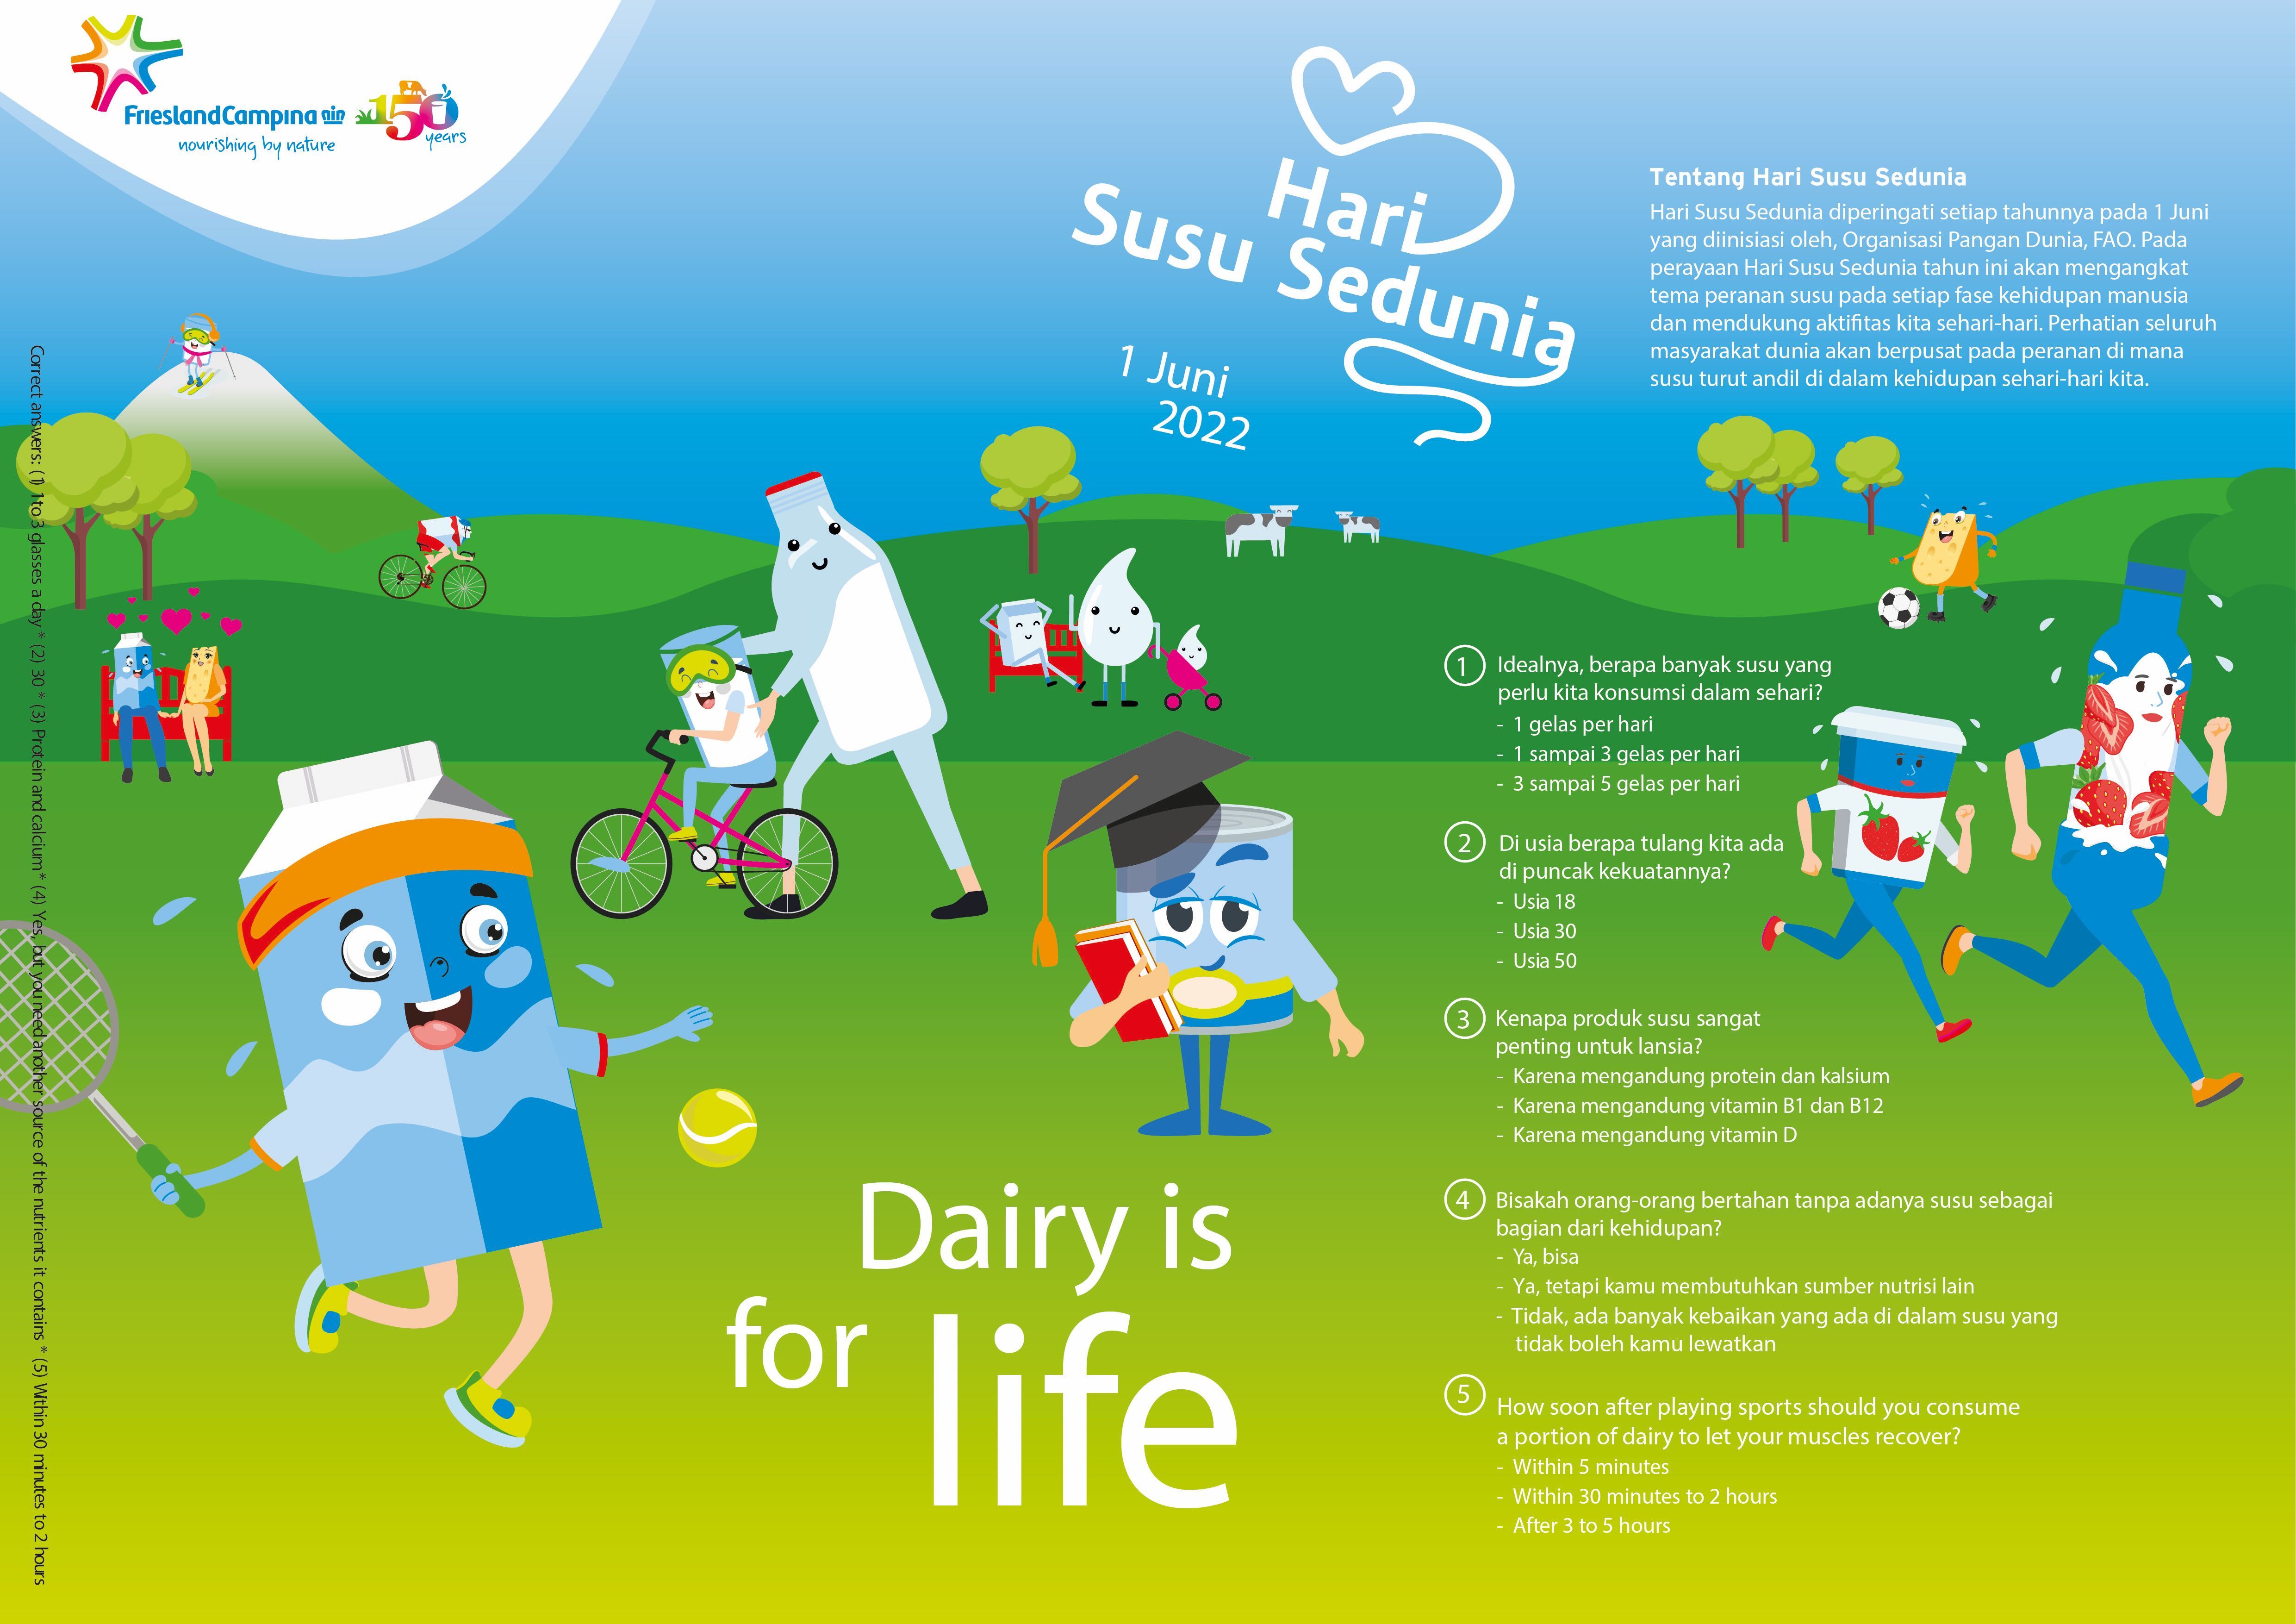 FrieslandCampina
nourishing by nature
150
years
Hari
Susu Sedunia
1 Juni
2022
Tentang Hari Susu Sedunia
Hari Susu Sedunia diperingati setiap tahunnya pada 1 Juni
yang diinisiasi oleh, Organisasi Pangan Dunia, FAO. Pada
perayaan Hari Susu Sedunia tahun ini akan mengangkat
tema peranan susu pada setiap fase kehidupan manusia
dan mendukung aktifitas kita sehari-hari. Perhatian seluruh
masyarakat dunia akan berpusat pada peranan di mana
susu turut andil di dalam kehidupan sehari-hari kita.
1 Idealnya, berapa banyak susu yang
perlu kita konsumsi dalam sehari?
- 1 gelas per hari
- 1 sampai 3 gelas per hari
- 3 sampai 5 gelas per hari
2 Di usia berapa tulang kita ada
di puncak kekuatannya?
- Usia 18
- Usia 30
- Usia 50
3 Kenapa produk susu sangat
penting untuk lansia?
- Karena mengandung protein dan kalsium
- Karena mengandung vitamin B1 dan B12
- Karena mengandung vitamin D
4 Bisakah orang-orang bertahan tanpa adanya susu sebagai
bagian dari kehidupan?
- Ya, bisa
- Ya, tetapi kamu membutuhkan sumber nutrisi lain
- Tidak, ada banyak kebaikan yang ada di dalam susu yang
tidak boleh kamu lewatkan
5 How soon after playing sports should you consume
a portion of dairy to let your muscles recover?
- Within 5 minutes
- Within 30 minutes to 2 hours
- After 3 to 5 hours
Dairy is
for life
Correct answers: (1) 1 to 3 glasses a day * (2) 30 * (3) Protein and calcium * (4) Yes, but you need another source of the nutrients it contains * (5) Within 30 minutes to 2 hours